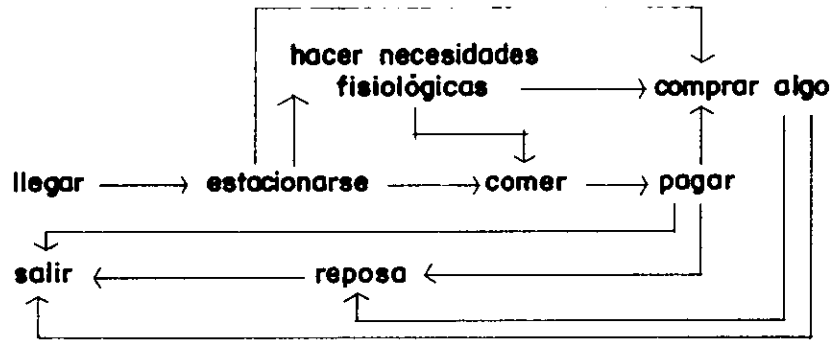 hacer necesidades
fisiológicas
comprar algo
llegar
estacionarse
comer
pagar
salir
reposa